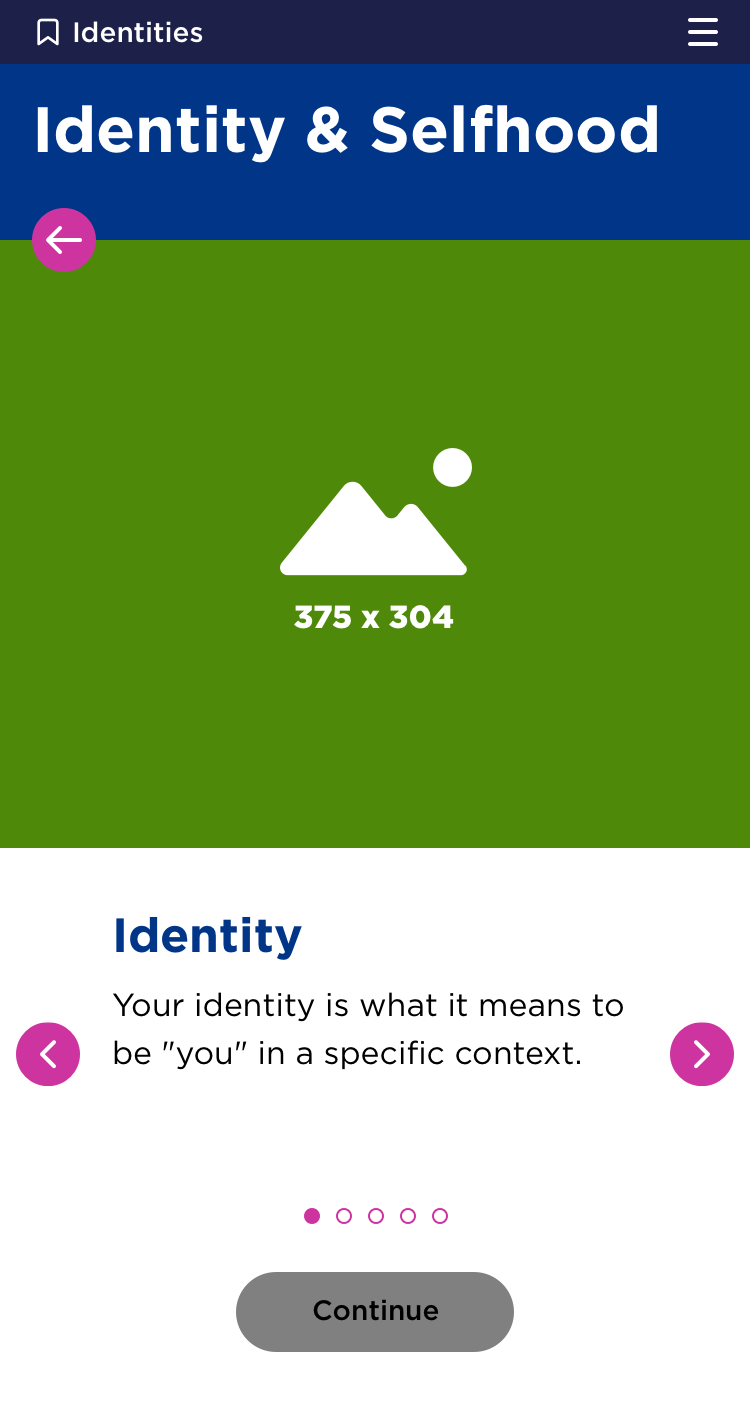 Identities
Identity & Selfhood
375 x 304
Identity
Your identity is what it means to
be "you" in a specific context.
Continue